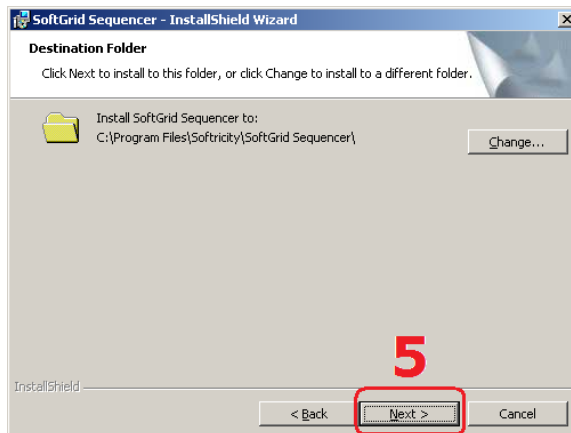 SoftGrid Sequencer - InstallShield Wizard
Destination Folder
Click Next to install to this folder, or click Change to install to a different folder.
Install SoftGrid Sequencer to:
C:\Program Files\Softricity\SoftGrid Sequencer\
Change...
5
InstallShield
< Back
Next >
Cancel